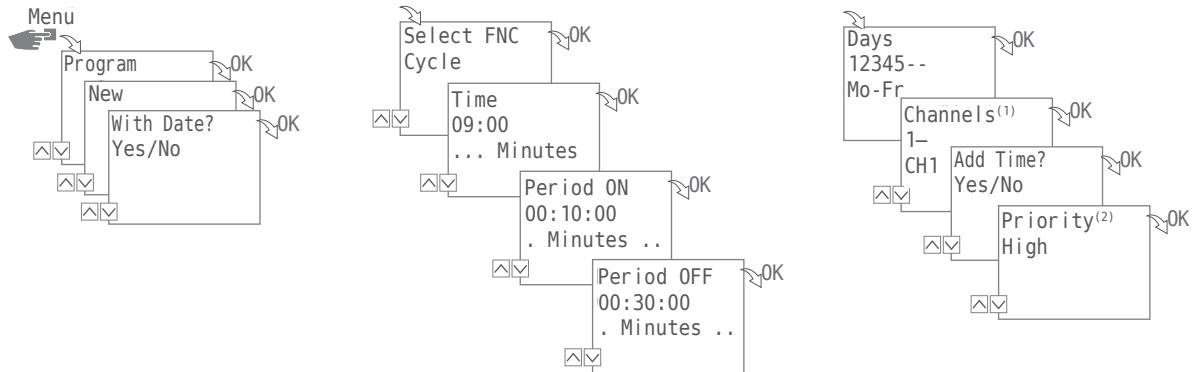 Menu
Program
OK
New
OK
With Date?
OK
Yes/No
Select FNC
OK
Cycle
Time
OK
09:00
... Minutes
Period ON
OK
00:10:00
. Minutes ..
Period OFF
OK
00:30:00
. Minutes ..
Days
OK
12345--
Mo-Fr
Channels(1)
OK
1–
CH1
Add Time?
OK
Yes/No
Priority(2)
OK
High